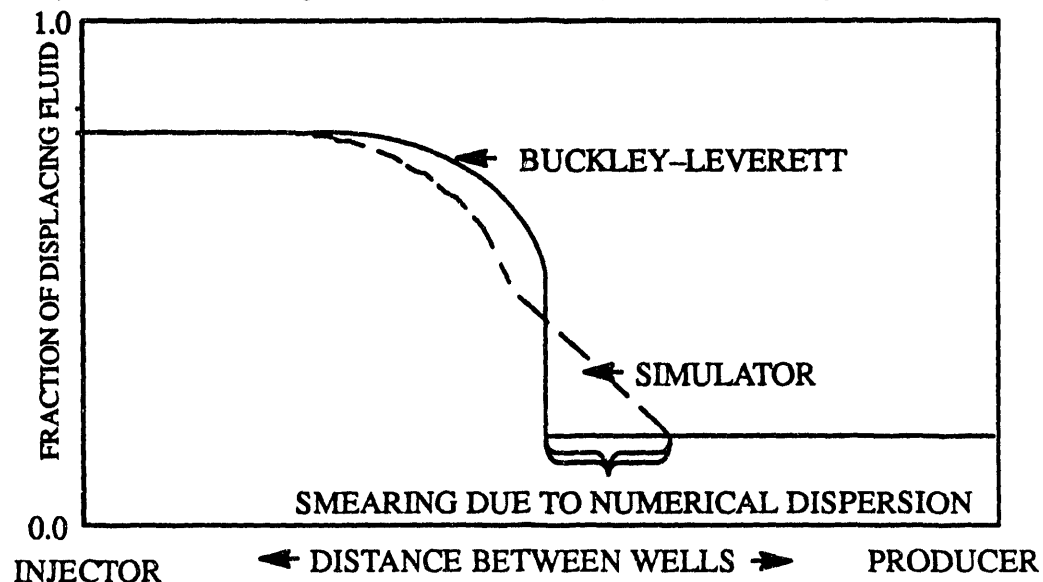 1.0
FRACTION OF DISPLACING FLUID
BUCKLEY–LEVERETT
SIMULATOR
SMEARING DUE TO NUMERICAL DISPERSION
0.0
INJECTOR
DISTANCE BETWEEN WELLS
PRODUCER